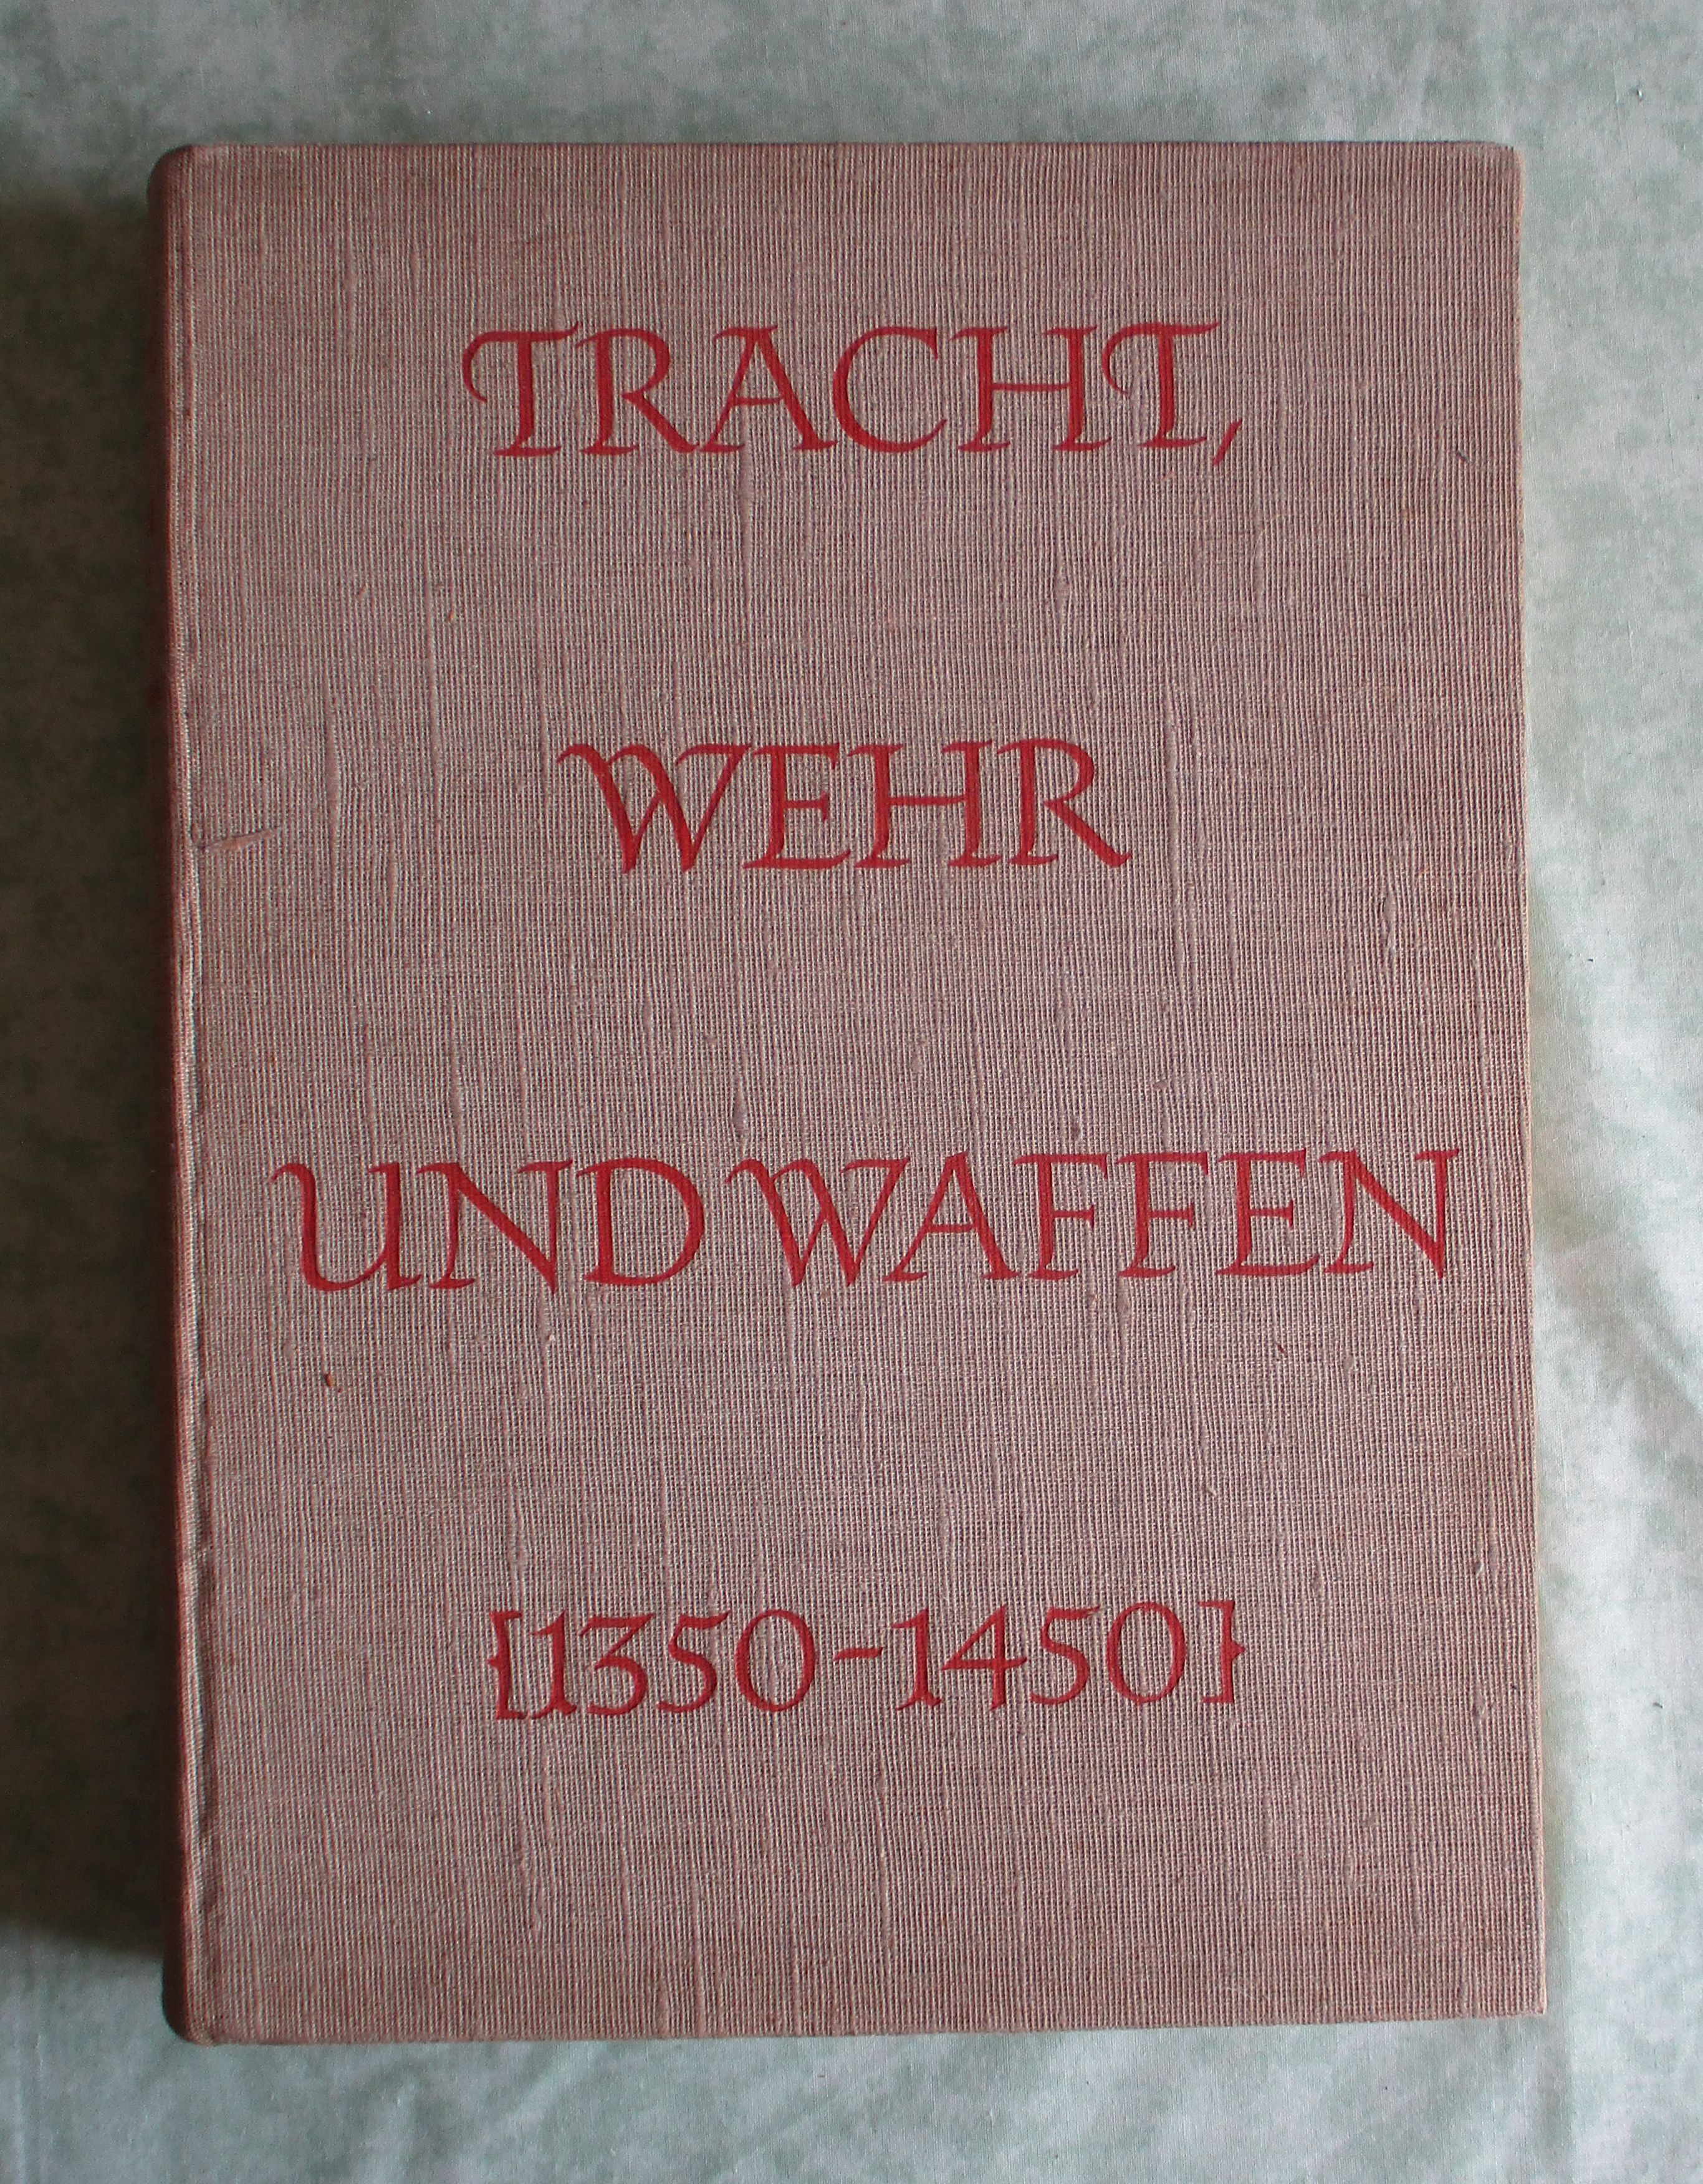 TRACHT,
WEHR
UND WAFFEN
{1350-1450}